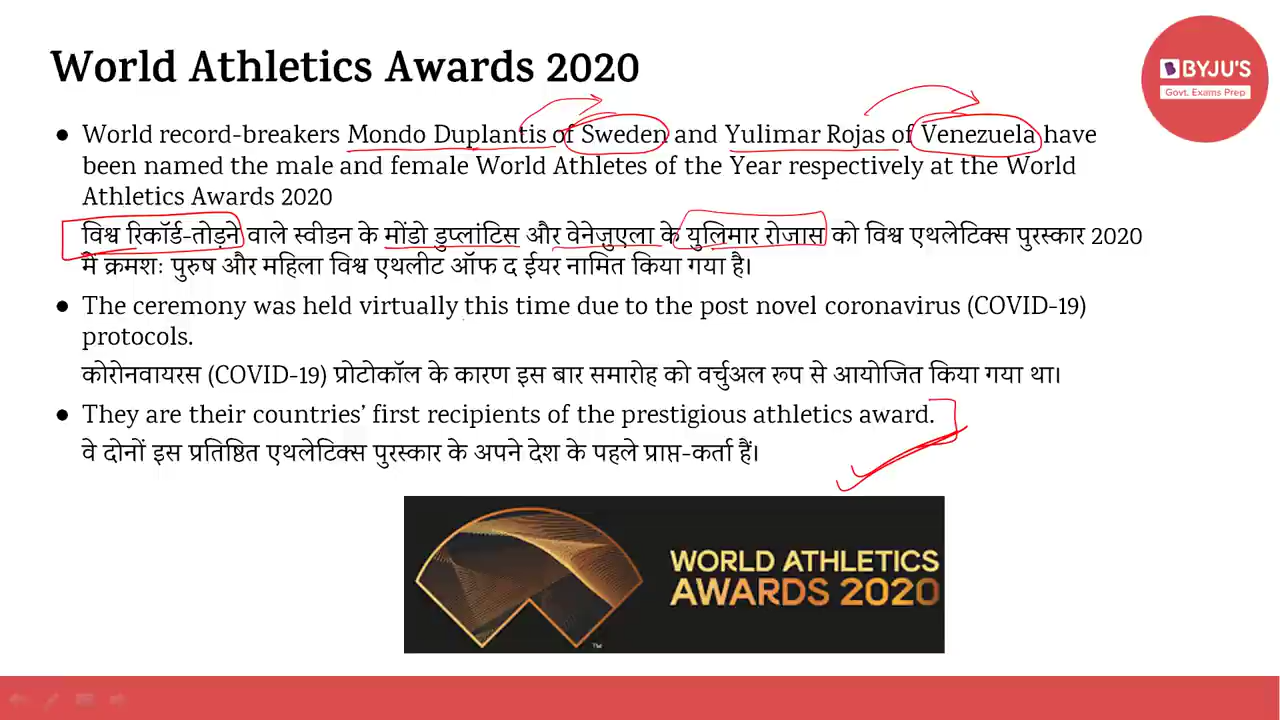 World Athletics Awards 2020
BYJU'S
Govt. Exams Prep
● World record-breakers Mondo Duplantis of Sweden and Yulimar Rojas of Venezuela have
been named the male and female World Athletes of the Year respectively at the World
Athletics Awards 2020
विश्व रिकॉर्ड-तोड़ने वाले स्वीडन के मोंडो डुप्लांटिस और वेनेजुएला के युलिमार रोजास को विश्व एथलेटिक्स पुरस्कार 2020
में क्रमशः पुरुष और महिला विश्व एथलीट ऑफ द ईयर नामित किया गया है।
● The ceremony was held virtually this time due to the post novel coronavirus (COVID-19)
protocols.
कोरोनवायरस (COVID-19) प्रोटोकॉल के कारण इस बार समारोह को वर्चुअल रूप से आयोजित किया गया था।
● They are their countries’ first recipients of the prestigious athletics award.
वे दोनों इस प्रतिष्ठित एथलेटिक्स पुरस्कार के अपने देश के पहले प्राप्त-कर्ता हैं।
WORLD ATHLETICS
AWARDS 2020
TM